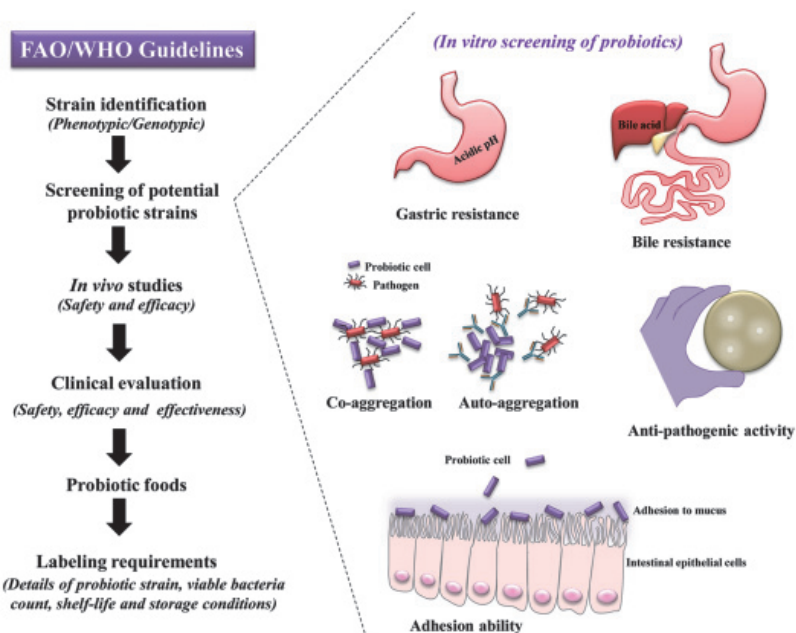 FAO/WHO Guidelines
Strain identification
(Phenotypic/Genotypic)
Screening of potential
probiotic strains
In vivo studies
(Safety and efficacy)
Clinical evaluation
(Safety, efficacy and effectiveness)
Probiotic foods
Labeling requirements
(Details of probiotic strain, viable bacteria
count, shelf-life and storage conditions)
(In vitro screening of probiotics)
Acidic pH
Gastric resistance
Bile acid
Bile resistance
Probiotic cell
Pathogen
Co-aggregation
Auto-aggregation
Anti-pathogenic activity
Probiotic cell
Adhesion to mucus
Intestinal epithelial cells
Adhesion ability